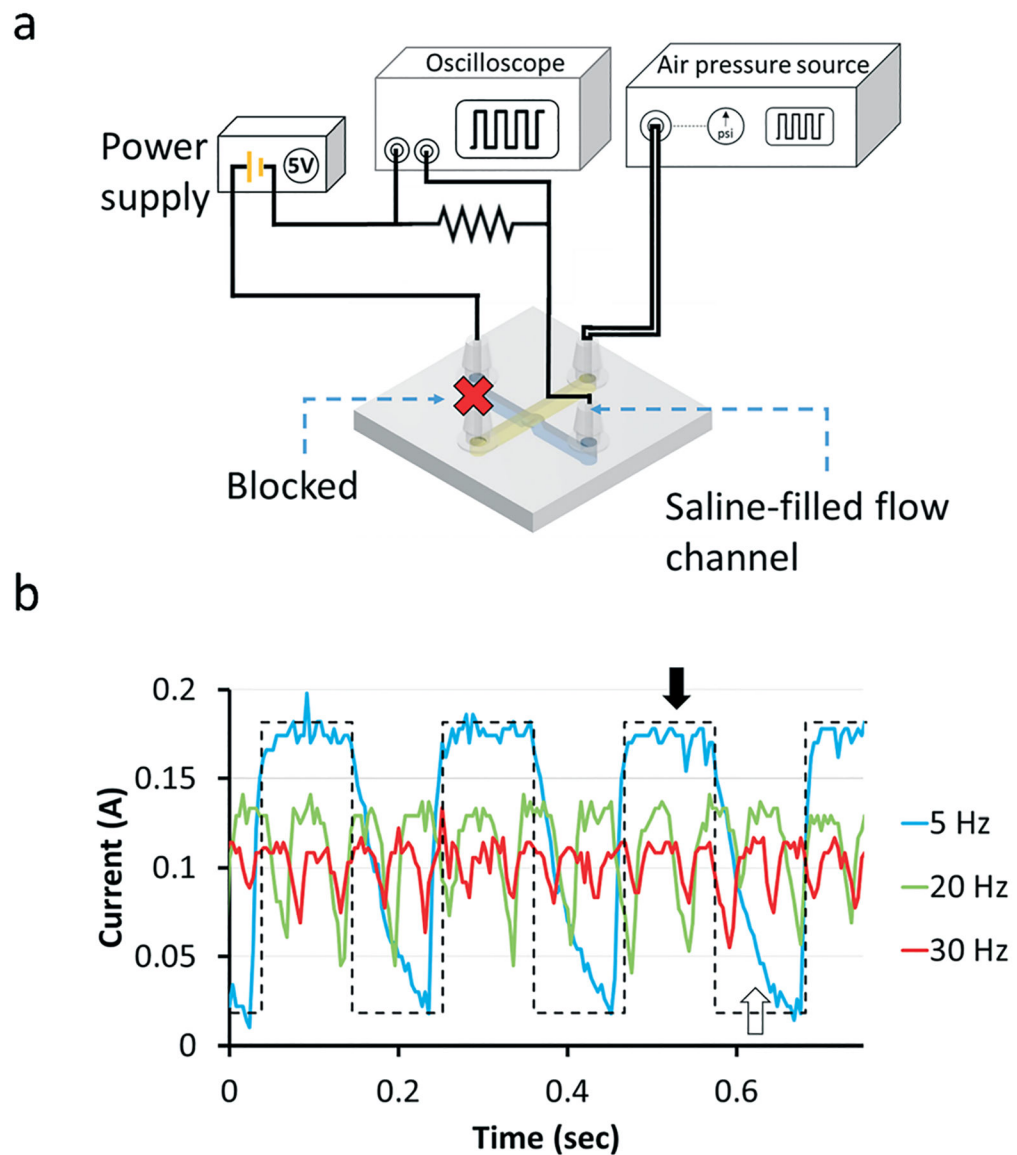 a
Oscilloscope
Air pressure source
Power
supply
5V
psi
Blocked
Saline-filled flow
channel
b
0.2
0.15
0.1
0.05
0
Current (A)
0
0.2
0.4
0.6
Time (sec)
5 Hz
20 Hz
30 Hz